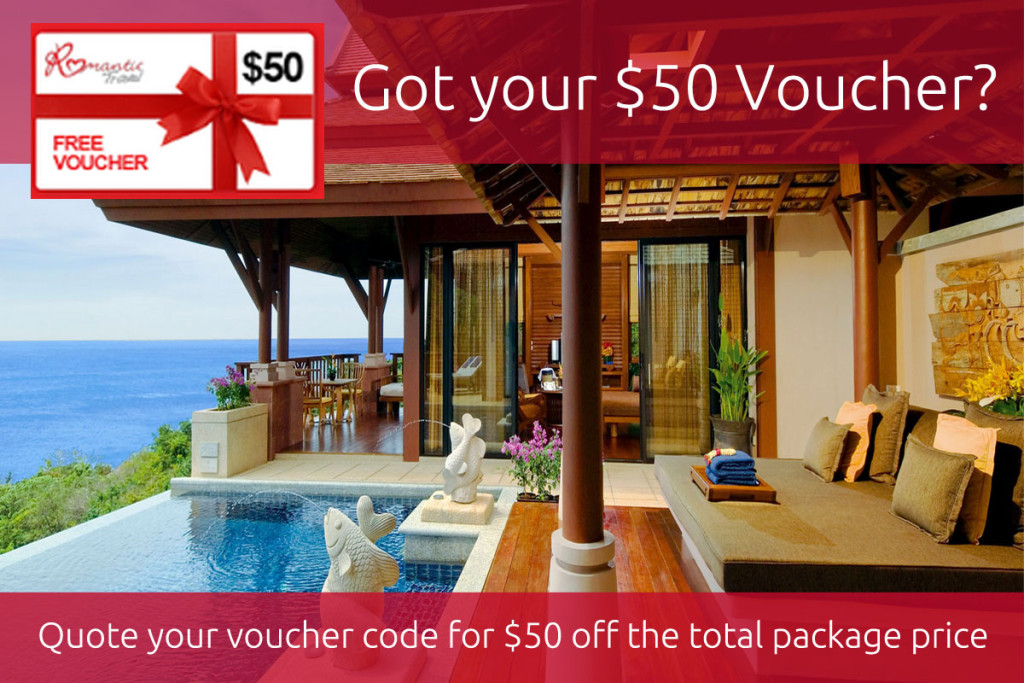 Romantic
Travel
$50
FREE
VOUCHER
Got your $50 Voucher?
Quote your voucher code for $50 off the total package price